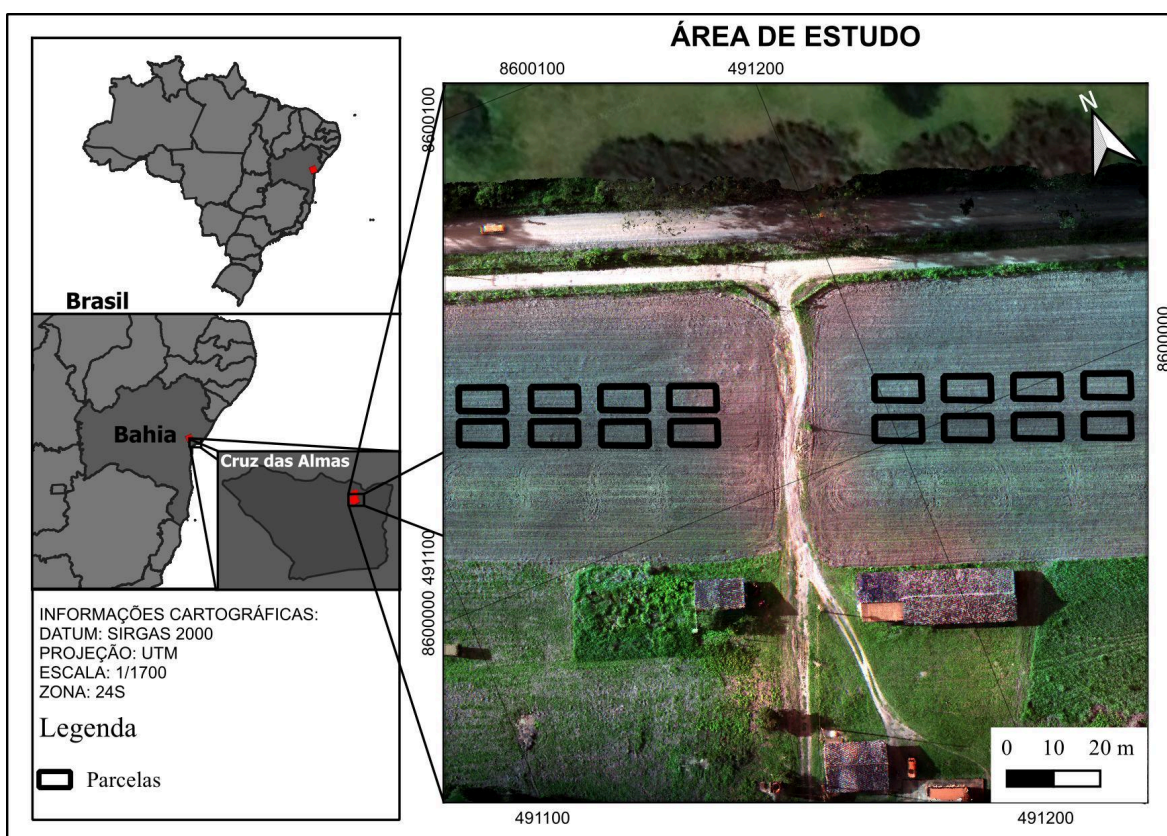 ÁREA DE ESTUDO
8600100 491200
8600100
N
Brasil
8600000
Bahia
Cruz das Almas
8600000 491100
INFORMAÇÕES CARTOGRÁFICAS:
DATUM: SIRGAS 2000
PROJEÇÃO: UTM
ESCALA: 1/1700
ZONA: 24S
Legenda
Parcelas
0 10 20 m
491100 491200